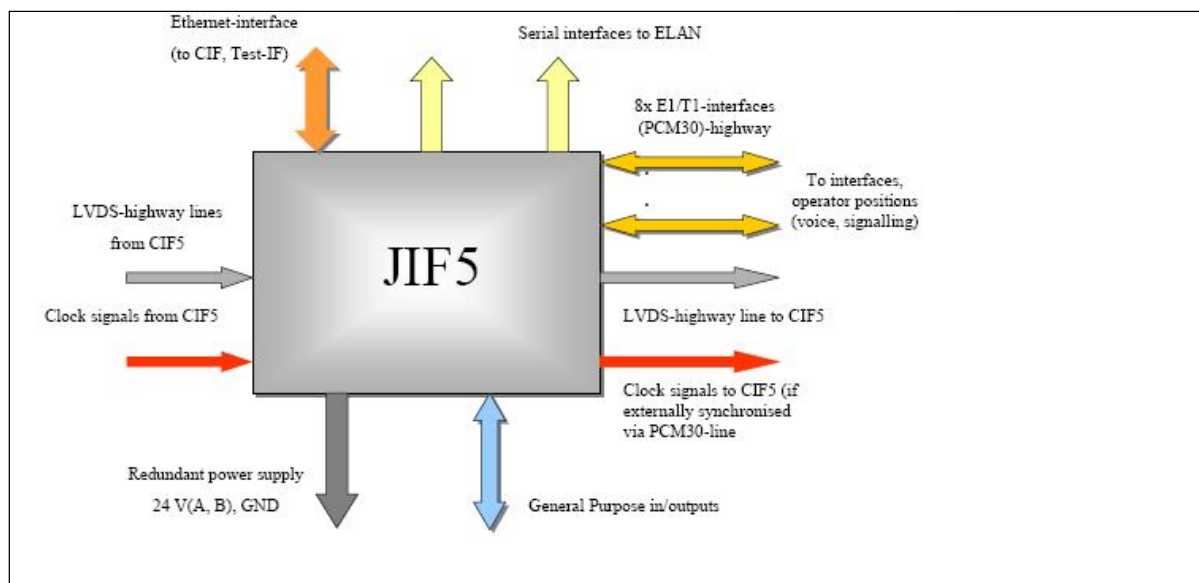 Ethernet-interface
(to CIF, Test-IF)
Serial interfaces to ELAN
8x E1/T1-interfaces
(PCM30)-highway
To interfaces,
operator positions
(voice, signalling)
LVDS-highway lines
from CIF5
JIF5
Clock signals from CIF5
LVDS-highway line to CIF5
Clock signals to CIF5 (if
externally synchronised
via PCM30-line
Redundant power supply
24 V(A, B), GND
General Purpose in/outputs